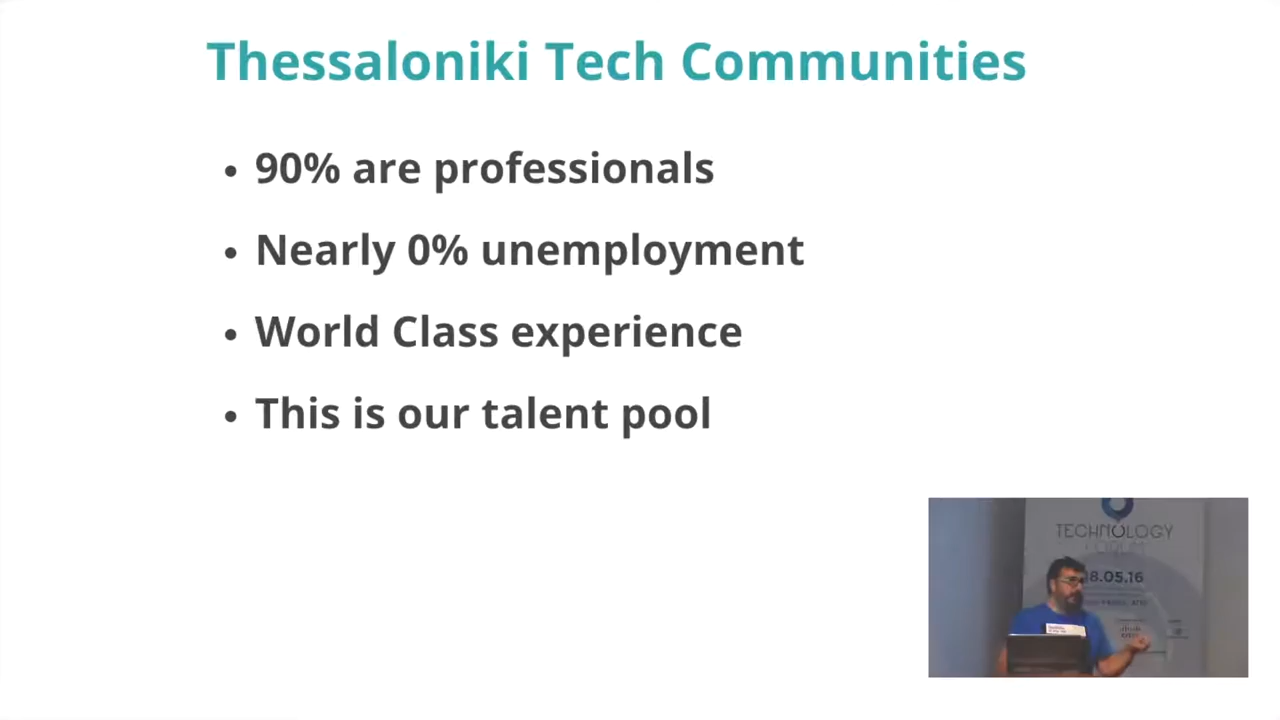 Thessaloniki Tech Communities
• 90% are professionals
• Nearly 0% unemployment
• World Class experience
• This is our talent pool
TECHNOLOGY
FORUM
8.05.16